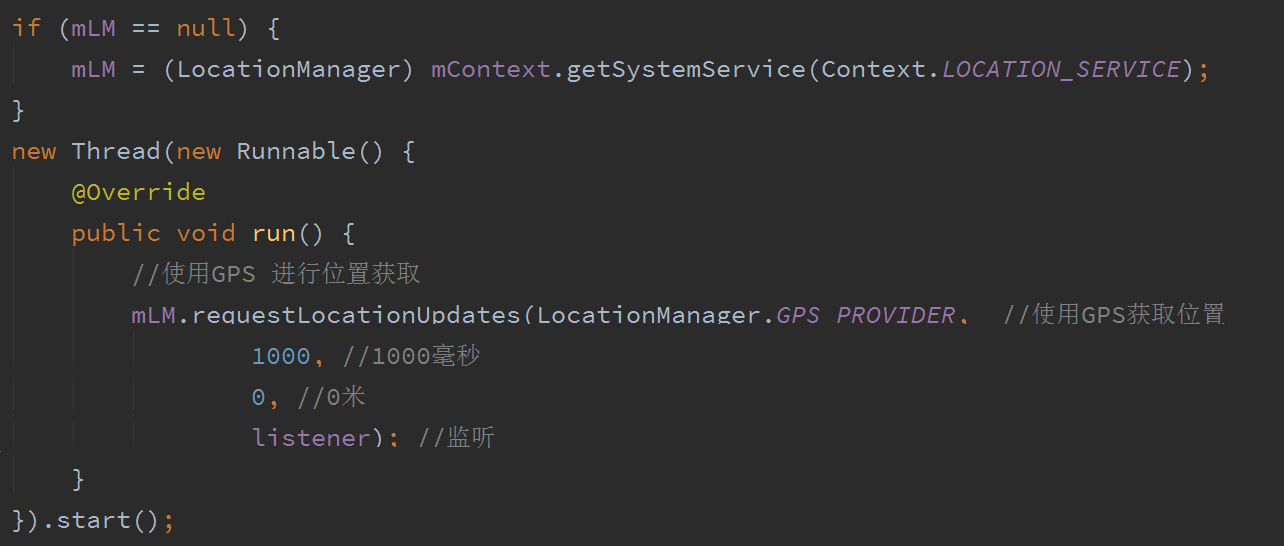 if (mLM == null) {
    mLM = (LocationManager) mContext.getSystemService(Context.LOCATION_SERVICE);
}
new Thread(new Runnable() {
    @Override
    public void run() {
        //使用GPS 进行位置获取
        mLM.requestLocationUpdates(LocationManager.GPS_PROVIDER,  //使用GPS获取位置
                1000, //1000毫秒
                0, //0米
                listener); //监听
    }
}).start();